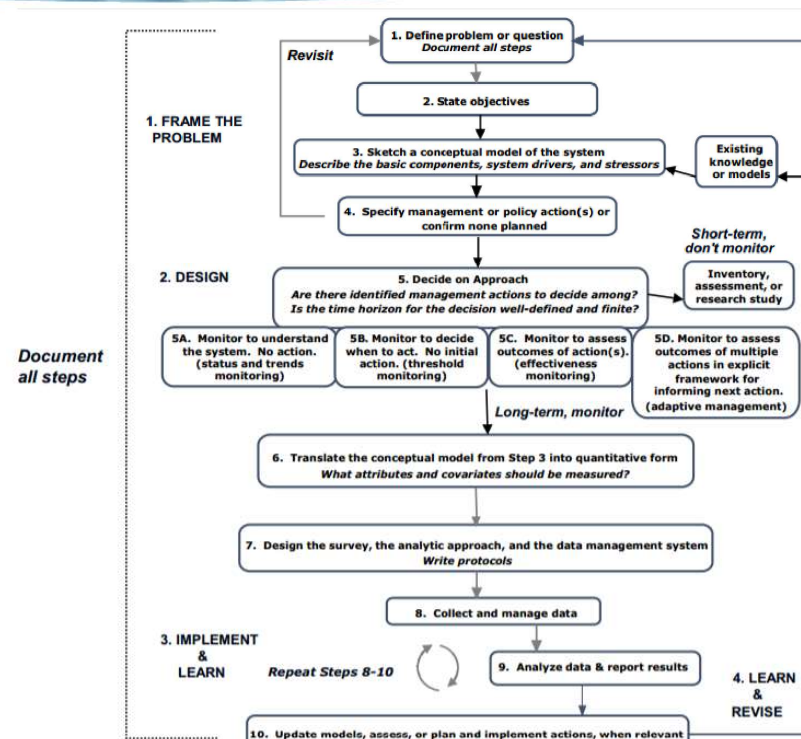 1. Define problem or question
Document all steps
Revisit
2. State objectives
1. FRAME THE
PROBLEM
3. Sketch a conceptual model of the system
Describe the basic components, system drivers, and stressors
Existing
knowledge
or models
4. Specify management or policy action(s) or
confirm none planned
Short-term,
don't monitor
2. DESIGN
5. Decide on Approach
Are there identified management actions to decide among?
Is the time horizon for the decision well-defined and finite?
Inventory,
assessment, or
research study
5A. Monitor to understand
the system. No action.
(status and trends
monitoring)
5B. Monitor to decide
when to act. No initial
action. (threshold
monitoring)
5C. Monitor to assess
outcomes of action(s).
(effectiveness
monitoring)
5D. Monitor to assess
outcomes of multiple
actions in explicit
framework for
informing next action.
(adaptive management)
Document
all steps
Long-term, monitor
6. Translate the conceptual model from Step 3 into quantitative form
What attributes and covariates should be measured?
7. Design the survey, the analytic approach, and the data management system
Write protocols
8. Collect and manage data
3. IMPLEMENT
&
LEARN
Repeat Steps 8-10
9. Analyze data & report results
4. LEARN
&
REVISE
10. Update models, assess, or plan and implement actions, when relevant